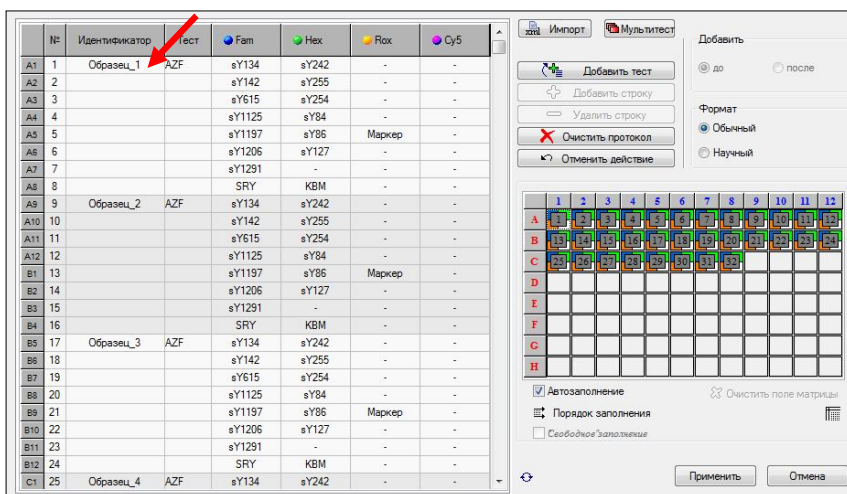 № Идентификатор Тест Fam Hex Rox Cy5
A1 1 Образец_1 AZF sY134 sY242 - -
A2 2 sY142 sY255 - -
A3 3 sY615 sY254 - -
A4 4 sY1125 sY84 - -
A5 5 sY1197 sY86 Маркер -
A6 6 sY1206 sY127 - -
A7 7 sY1291 - - -
A8 8 SRY КВМ - -
A9 9 Образец_2 AZF sY134 sY242 - -
A10 10 sY142 sY255 - -
A11 11 sY615 sY254 - -
A12 12 sY1125 sY84 - -
B1 13 sY1197 sY86 Маркер -
B2 14 sY1206 sY127 - -
B3 15 sY1291 - - -
B4 16 SRY КВМ - -
B5 17 Образец_3 AZF sY134 sY242 - -
B6 18 sY142 sY255 - -
B7 19 sY615 sY254 - -
B8 20 sY1125 sY84 - -
B9 21 sY1197 sY86 Маркер -
B10 22 sY1206 sY127 - -
B11 23 sY1291 - - -
B12 24 SRY КВМ - -
C1 25 Образец_4 AZF sY134 sY242 - -
Импорт Мультитест
Добавить тест
Добавить строку
Удалить строку
Очистить протокол
Отменить действие
Добавить
до после
Формат
Обычный
Научный
1 2 3 4 5 6 7 8 9 10 11 12
A 1 2 3 4 5 6 7 8 9 10 11 12
B 13 14 15 16 17 18 19 20 21 22 23 24
C 25 26 27 28 29 30 31 32
D
E
F
G
H
Автозаполнение Очистить поле матрицы
Порядок заполнения
Свободное заполнение
Применить Отмена